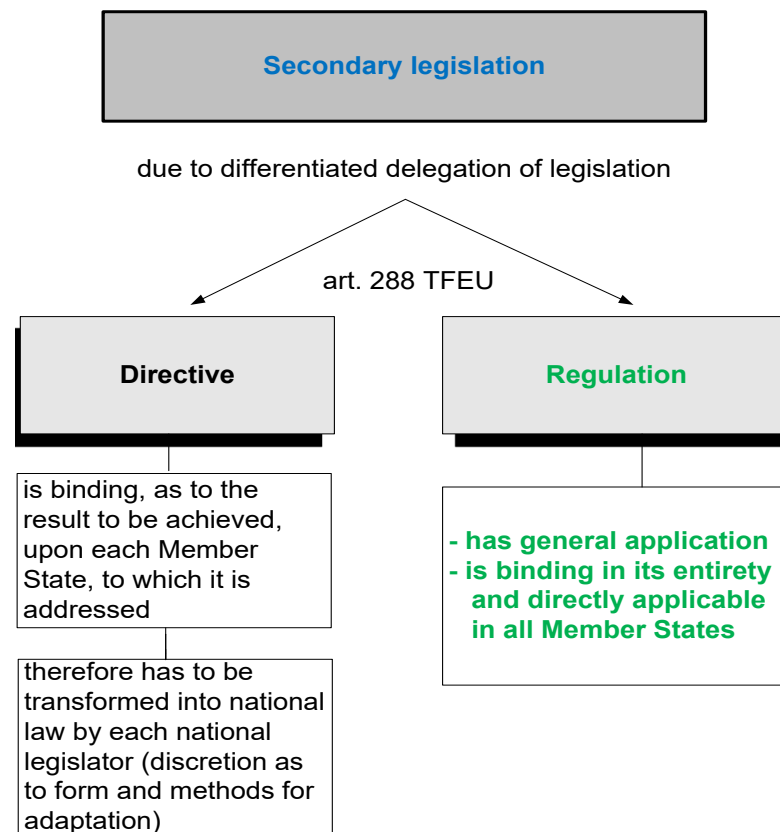 Secondary legislation
due to differentiated delegation of legislation
art. 288 TFEU
Directive
is binding, as to the
result to be achieved,
upon each Member
State, to which it is
addressed
therefore has to be
transformed into national
law by each national
legislator (discretion as
to form and methods for
adaptation)
Regulation
- has general application
- is binding in its entirety
and directly applicable
in all Member States